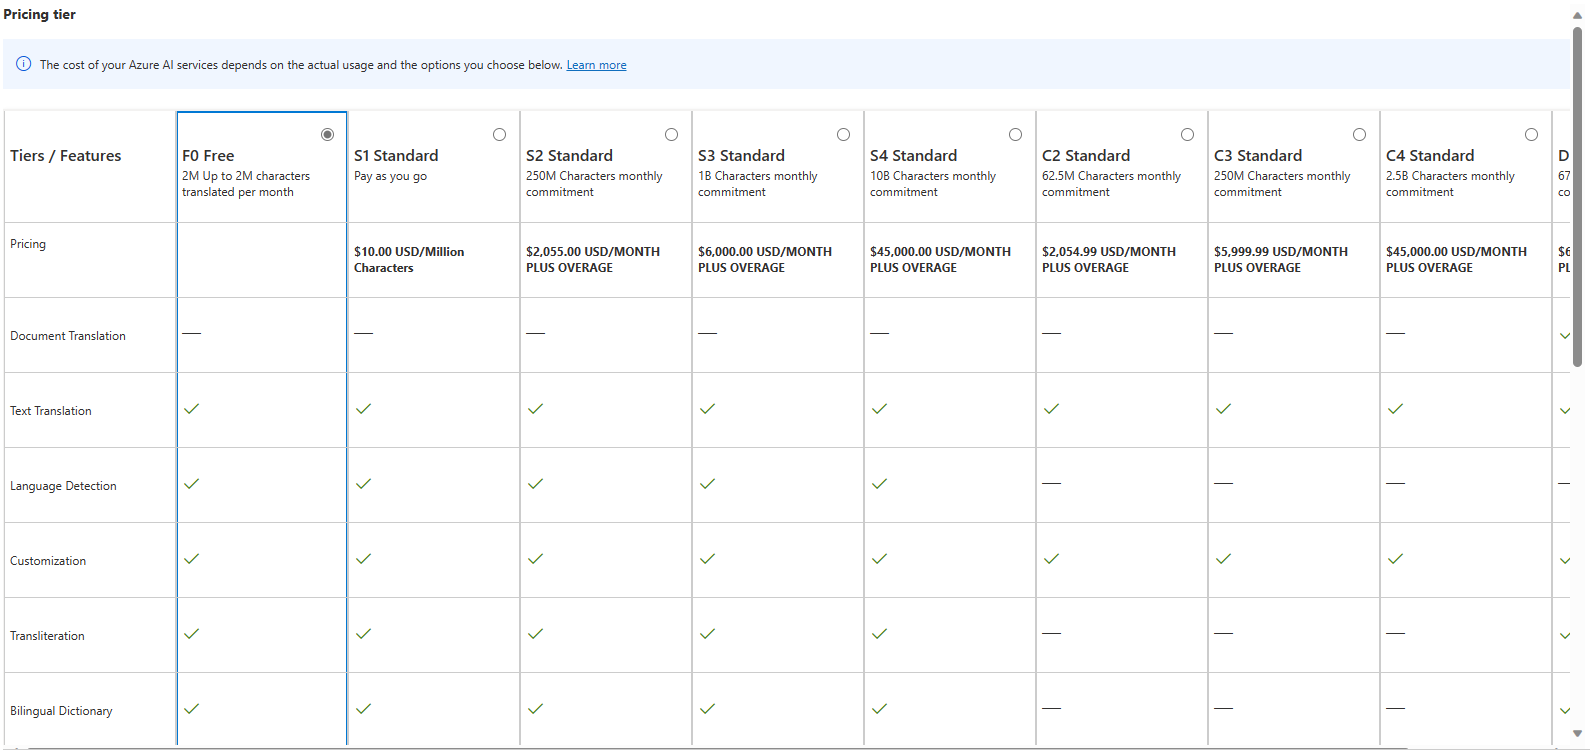 Pricing tier
The cost of your Azure AI services depends on the actual usage and the options you choose below. Learn more
Tiers / Features
F0 Free
2M Up to 2M characters
translated per month
S1 Standard
Pay as you go
S2 Standard
250M Characters monthly
commitment
S3 Standard
1B Characters monthly
commitment
S4 Standard
10B Characters monthly
commitment
C2 Standard
62.5M Characters monthly
commitment
C3 Standard
250M Characters monthly
commitment
C4 Standard
2.5B Characters monthly
commitment
D
67
co
Pricing
$10.00 USD/Million
Characters
$2,055.00 USD/MONTH
PLUS OVERAGE
$6,000.00 USD/MONTH
PLUS OVERAGE
$45,000.00 USD/MONTH
PLUS OVERAGE
$2,054.99 USD/MONTH
PLUS OVERAGE
$5,999.99 USD/MONTH
PLUS OVERAGE
$45,000.00 USD/MONTH
PLUS OVERAGE
$6
PL
Document Translation
Text Translation
Language Detection
Customization
Transliteration
Bilingual Dictionary